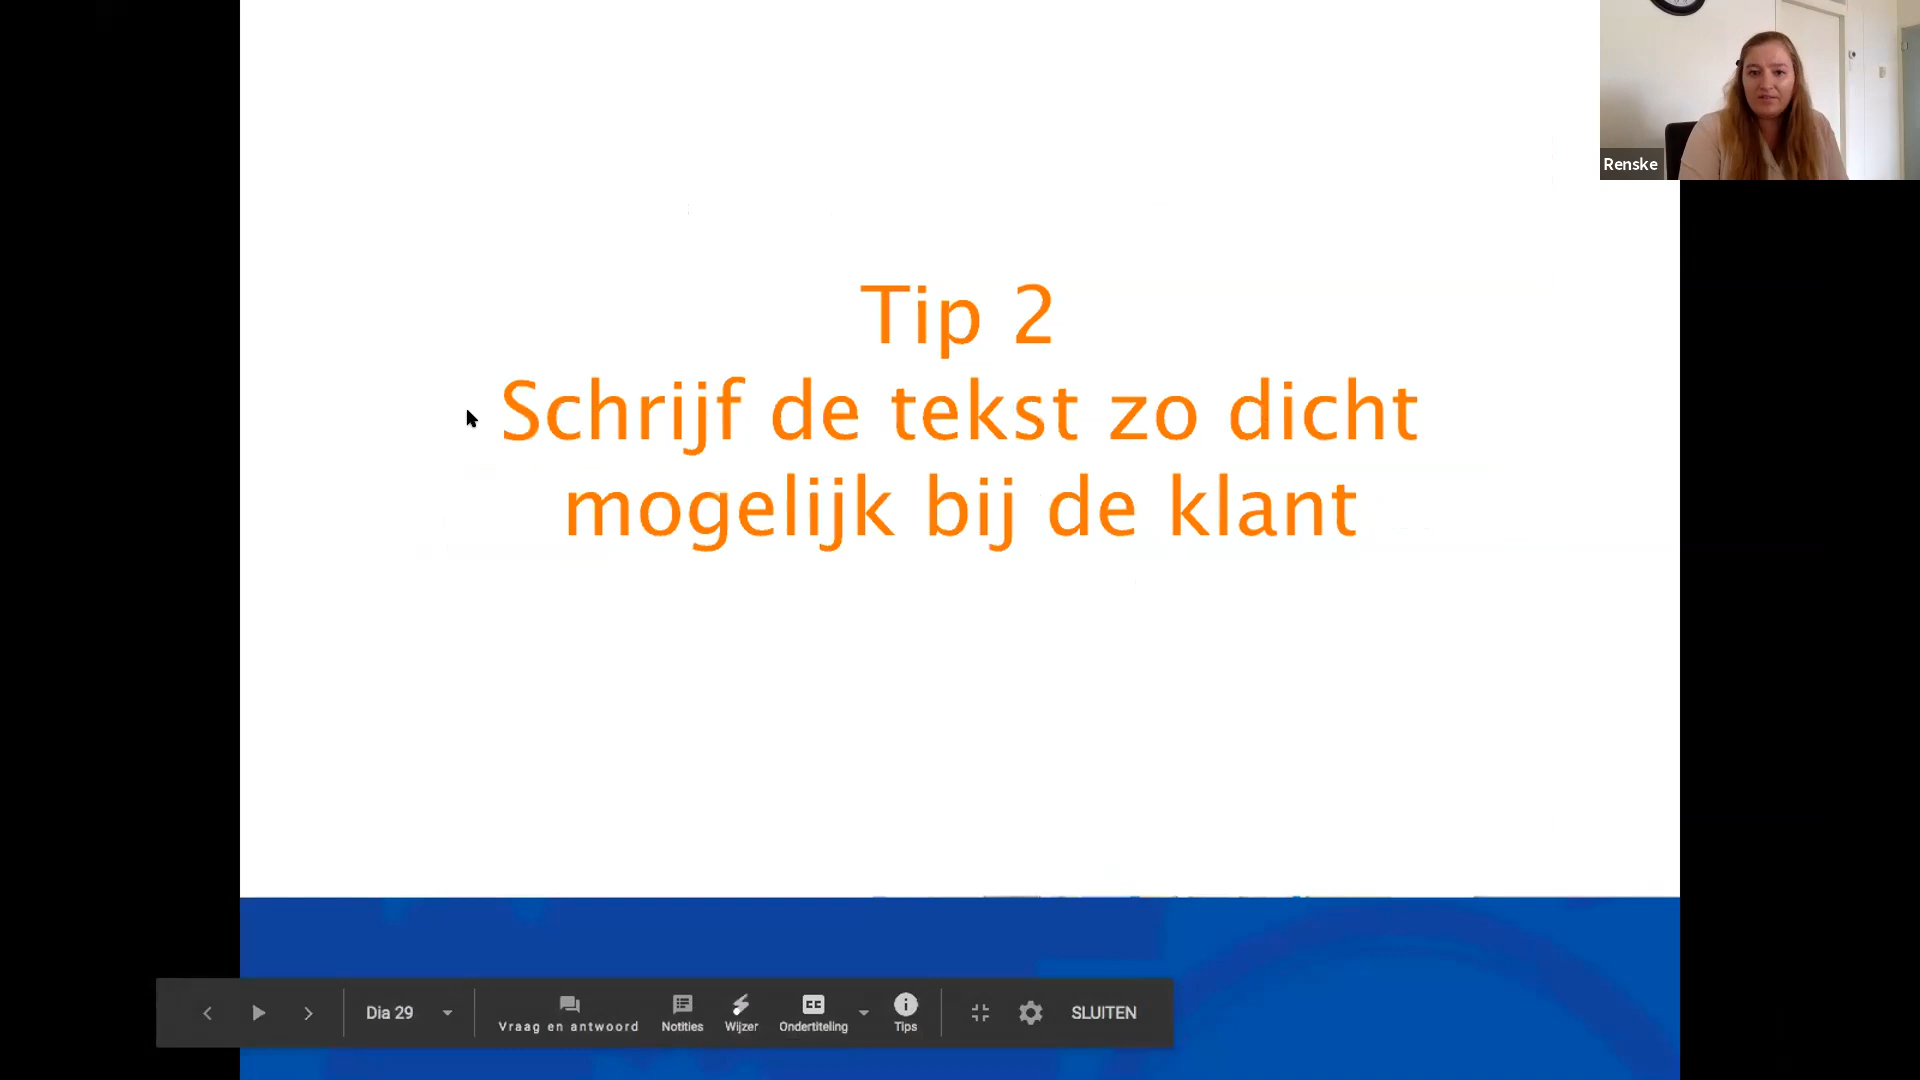 Renske
Tip 2
Schrijf de tekst zo dicht
mogelijk bij de klant
Dia 29
Vraag en antwoord
Notities
Wijzer
Ondertiteling
Tips
SLUITEN